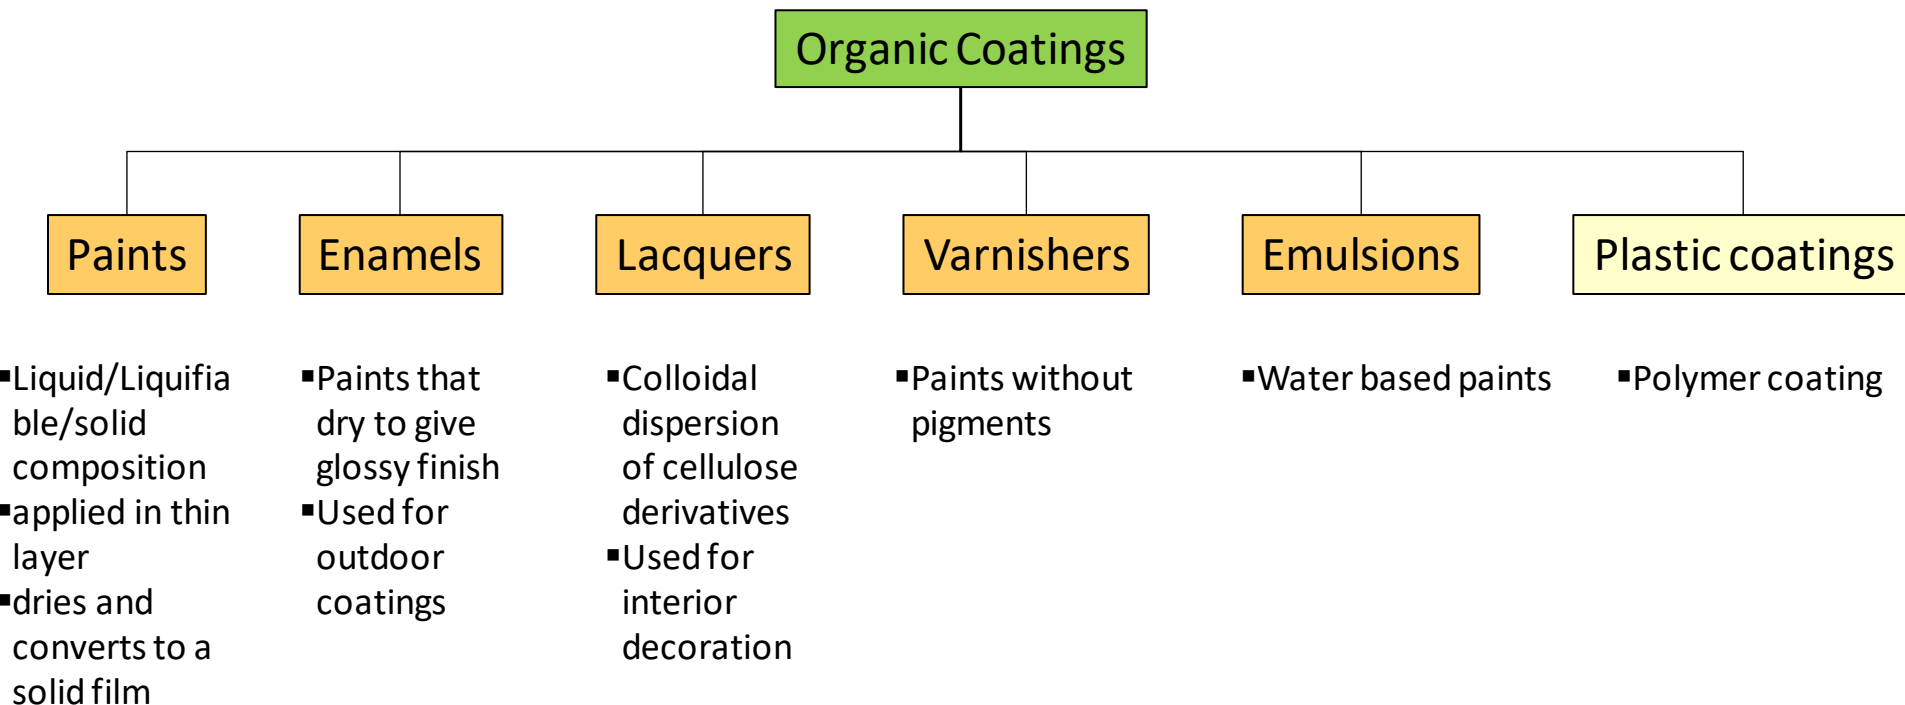 Organic Coatings
Paints
Enamels
Lacquers
Varnishers
Emulsions
Plastic coatings
▪Liquid/Liquifia
ble/solid
composition
▪applied in thin
layer
▪dries and
converts to a
solid film
▪Paints that
dry to give
glossy finish
▪Used for
outdoor
coatings
▪Colloidal
dispersion
of cellulose
derivatives
▪Used for
interior
decoration
▪Paints without
pigments
▪Water based paints
▪Polymer coating